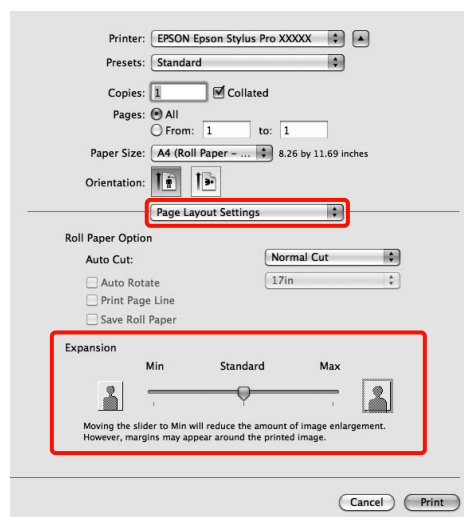 Printer: EPSON Epson Stylus Pro XXXXX
Presets: Standard
Copies: 1 Collated
Pages: All
From: 1 to: 1
Paper Size: A4 (Roll Paper – ... 8.26 by 11.69 inches
Orientation:
Page Layout Settings
Roll Paper Option
Auto Cut: Normal Cut
Auto Rotate 17in
Print Page Line
Save Roll Paper
Expansion
Min Standard Max
Moving the slider to Min will reduce the amount of image enlargement.
However, margins may appear around the printed image.
Cancel Print